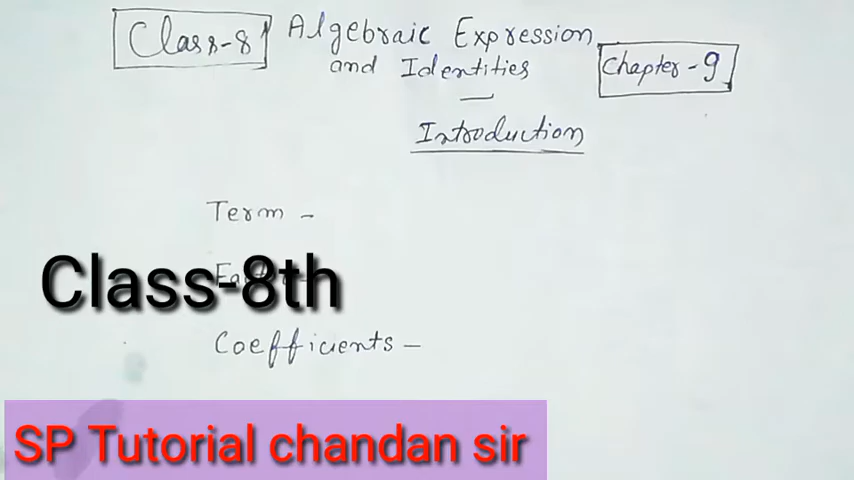 Class-8
Algebraic Expression
and Identities
Chapter-9
Introduction
Term -
Class-8th
Coefficients -
SP Tutorial chandan sir